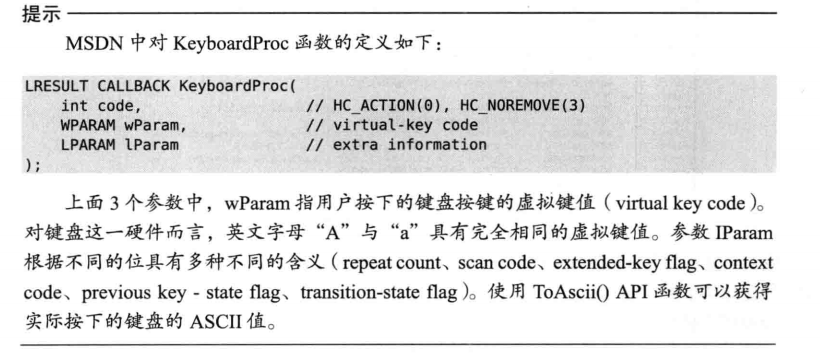 提示
MSDN 中对 KeyboardProc 函数的定义如下：
LRESULT CALLBACK KeyboardProc(
    int code,                // HC_ACTION(0), HC_NOREMOVE(3)
    WPARAM wParam,           // virtual-key code
    LPARAM lParam            // extra information
);
上面 3 个参数中，wParam 指用户按下的键盘按键的虚拟键值（virtual key code）。
对键盘这一硬件而言，英文字母“A”与“a”具有完全相同的虚拟键值。参数 IParam
根据不同的位具有多种不同的含义（repeat count、scan code、extended-key flag、context
code、previous key - state flag、transition-state flag）。使用 ToAscii() API 函数可以获得
实际按下的键盘的 ASCII 值。